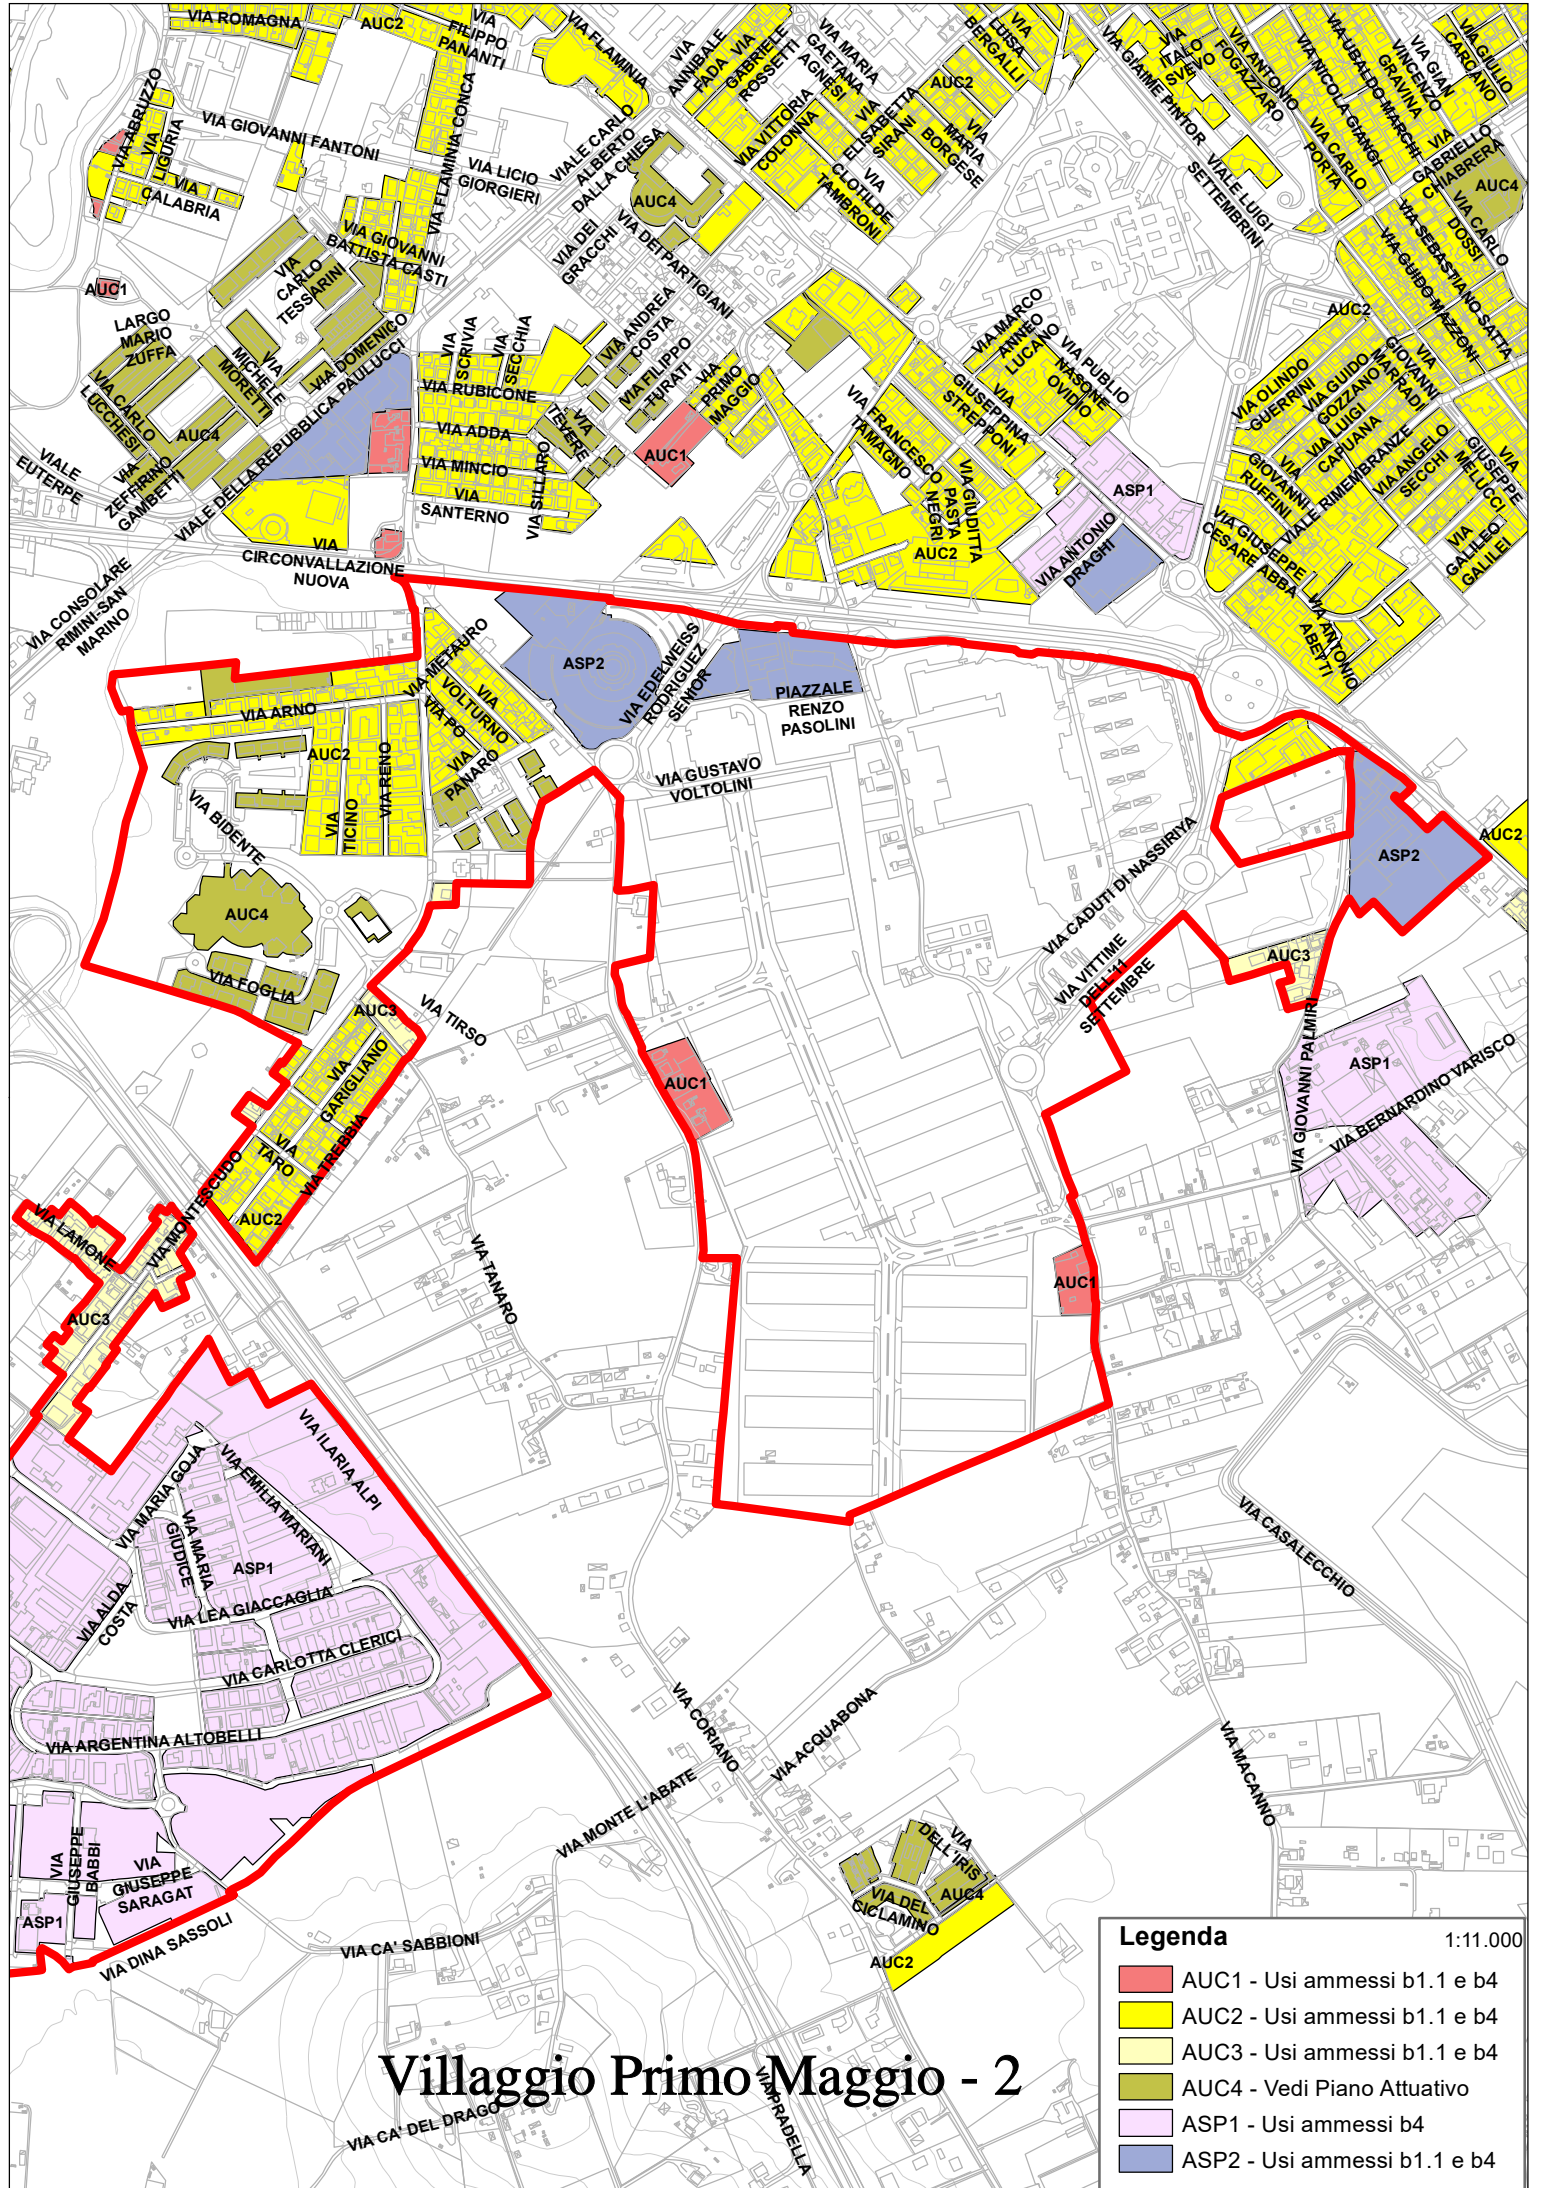 VIA ROMAGNA
AUC2
VIA
FILIPPO
PANANTI
VIA FLAMINIA
VIA
ANNIBALE
FADA
VIA
GABRIELE
ROSSETTI
VIA MARIA
GAETANA
AGNESI
VIA
LUISA
BERGALLI
VIA GIAIME PINTOR
VIA
ITALO
SVEVO
VIA ANTONIO
FOGAZZARO
VIA NICOLA GIANGI
VIA UBALDO MARCHI
VIA GIAN
VINCENZO
GRAVINA
VIA GIULIO
CARCANO
VIA ABRUZZO
VIA
LIGURIA
VIA
CALABRIA
VIA GIOVANNI FANTONI
VIA FLAMINIA CONCA
VIA LICIO
GIORGIERI
VIALE CARLO
ALBERTO
DALLA CHIESA
VIA VITTORIA
COLONNA
VIA
ELISABETTA
SIRANI
AUC2
VIA
MARIA
BORGESE
VIA
CLOTILDE
TAMBRONI
VIALE LUIGI
SETTEMBRINI
VIA CARLO
PORTA
VIA
GABRIELLO
CHIABRERA
AUC4
VIA CARLO
DOSSI
VIA SEBASTIANO SATTA
VIA GUIDO MAZZONI
AUC4
VIA DEI
GRACCHI
VIA DEI PARTIGIANI
VIA GIOVANNI
BATTISTA CASTI
VIA
CARLO
TESSARINI
AUC1
LARGO
MARIO
ZUFFA
VIA
MICHELE
MORETTI
VIA DOMENICO
PAULUCCI
VIA CARLO
LUCCHESI
AUC4
VIA
ZEFFIRINO
GAMBETTI
VIALE
EUTERPE
VIALE DELLA REPUBBLICA
VIA
SCRIVIA
VIA
SECCHIA
VIA RUBICONE
VIA ADDA
VIA MINCIO
VIA
SANTERNO
VIA SILLARO
VIA
TEVERE
VIA ANDREA
COSTA
VIA FILIPPO
TURATI
VIA
PRIMO
MAGGIO
AUC1
VIA MARCO
ANNEO
LUCANO
VIA PUBLIO
NASONE
OVIDIO
VIA
GIUSEPPINA
STREPPONI
VIA FRANCESCO
TAMAGNO
VIA GIUDITTA
PASTA
NEGRI
AUC2
ASP1
VIA ANTONIO
DRAGHI
AUC2
VIA OLINDO
GUERRINI
VIA GUIDO
GOZZANO
VIA
GIOVANNI
MARRADI
VIA LUIGI
CAPUANA
VIA
GIOVANNI
RUFFINI
VIALE RIMEMBRANZE
VIA ANGELO
SECCHI
VIA
GIUSEPPE
MELUCCI
VIA
GALILEO
GALILEI
VIA GIUSEPPE
CESARE ABBA
VIA ANTONIO
ABETTI
VIA
CIRCONVALLAZIONE
NUOVA
VIA CONSOLARE
RIMINI-SAN
MARINO
VIA METAURO
VIA
VOLTURNO
VIA PO
VIA
PANARO
ASP2
VIA EDELWEISS
RODRIGUEZ
SENIOR
PIAZZALE
RENZO
PASOLINI
VIA GUSTAVO
VOLTOLINI
VIA ARNO
AUC2
VIA RENO
VIA
TICINO
VIA BIDENTE
AUC4
VIA FOGLIA
AUC3
VIA TIRSO
VIA
GARIGLIANO
VIA
TARO
VIA TREBBIA
AUC2
VIA MONTESCUDO
VIA LAMONE
AUC3
VIA TANARO
AUC1
AUC1
VIA CADUTI DI NASSIRIYA
VIA VITTIME
DELL'11
SETTEMBRE
ASP2
AUC2
AUC3
VIA GIOVANNI PALMIRI
ASP1
VIA BERNARDINO VARISCO
VIA ILARIA ALPI
VIA MARIA GOJA
VIA EMILIA MARIANI
VIA MARIA
GIUDICE
ASP1
VIA ALDA
COSTA
VIA LEA GIACCAGLIA
VIA CARLOTTA CLERICI
VIA ARGENTINA ALTOBELLI
VIA
GIUSEPPE
BABBI
VIA
GIUSEPPE
SARAGAT
ASP1
VIA DINA SASSOLI
VIA CASALECCHIO
VIA MACANNO
VIA CORIANO
VIA ACQUABONA
VIA MONTE L'ABATE
VIA CA' SABBIONI
VIA CA' DEL DRAGO
VIA PRADELLA
VIA
DELL'IRIS
VIA DEL
CICLAMINO
AUC4
AUC2
Villaggio Primo Maggio - 2
Legenda
1:11.000
AUC1 - Usi ammessi b1.1 e b4
AUC2 - Usi ammessi b1.1 e b4
AUC3 - Usi ammessi b1.1 e b4
AUC4 - Vedi Piano Attuativo
ASP1 - Usi ammessi b4
ASP2 - Usi ammessi b1.1 e b4